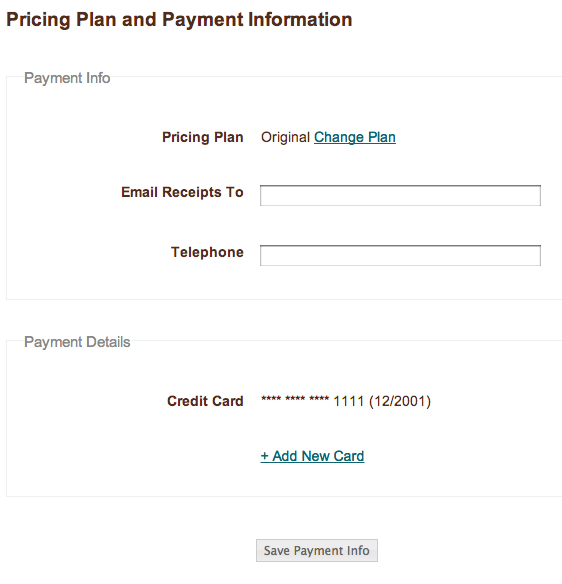 Pricing Plan and Payment Information
Payment Info
Pricing Plan Original Change Plan
Email Receipts To
Telephone
Payment Details
Credit Card **** **** **** 1111 (12/2001)
+ Add New Card
Save Payment Info